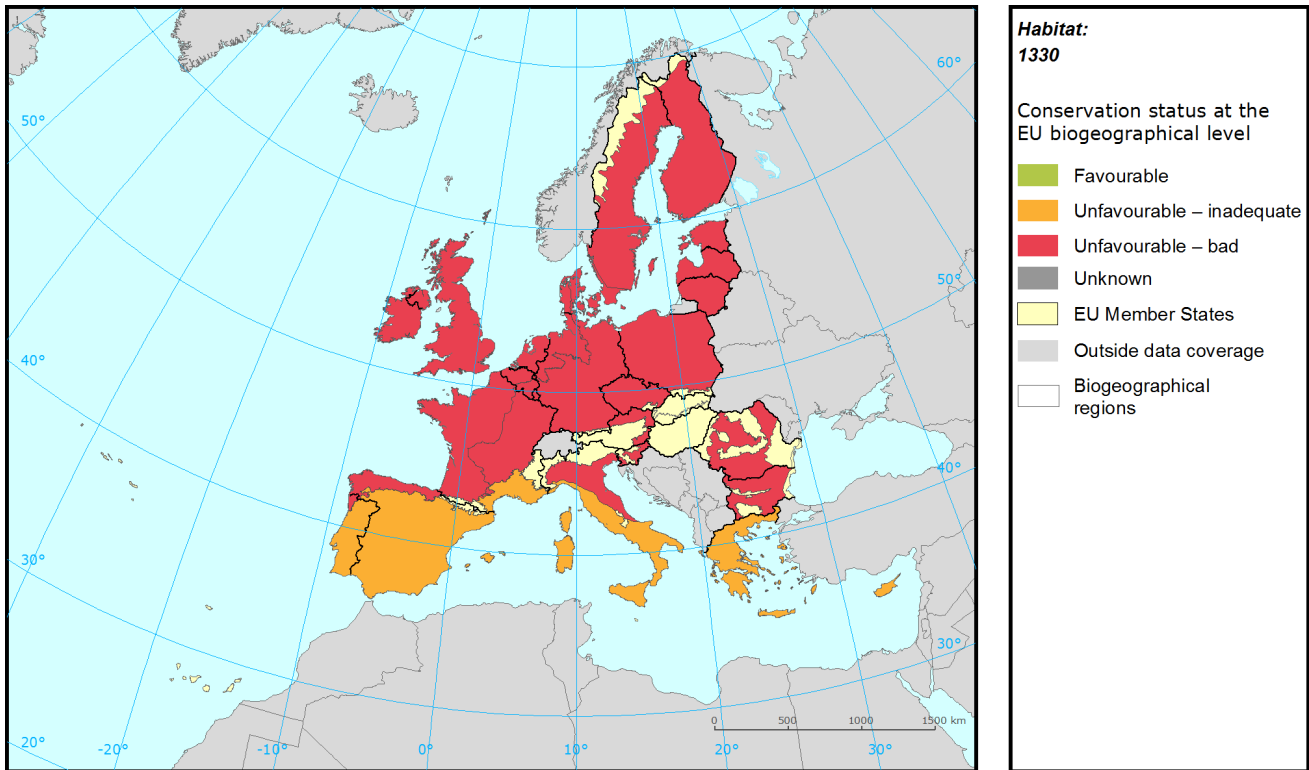 Habitat:
1330
Conservation status at the
EU biogeographical level
Favourable
Unfavourable – inadequate
Unfavourable – bad
Unknown
EU Member States
Outside data coverage
Biogeographical
regions
60°
50°
50°
40°
40°
30°
30°
0 500 1000 1500 km
20° -20° -10° 0° 10° 20° 30°